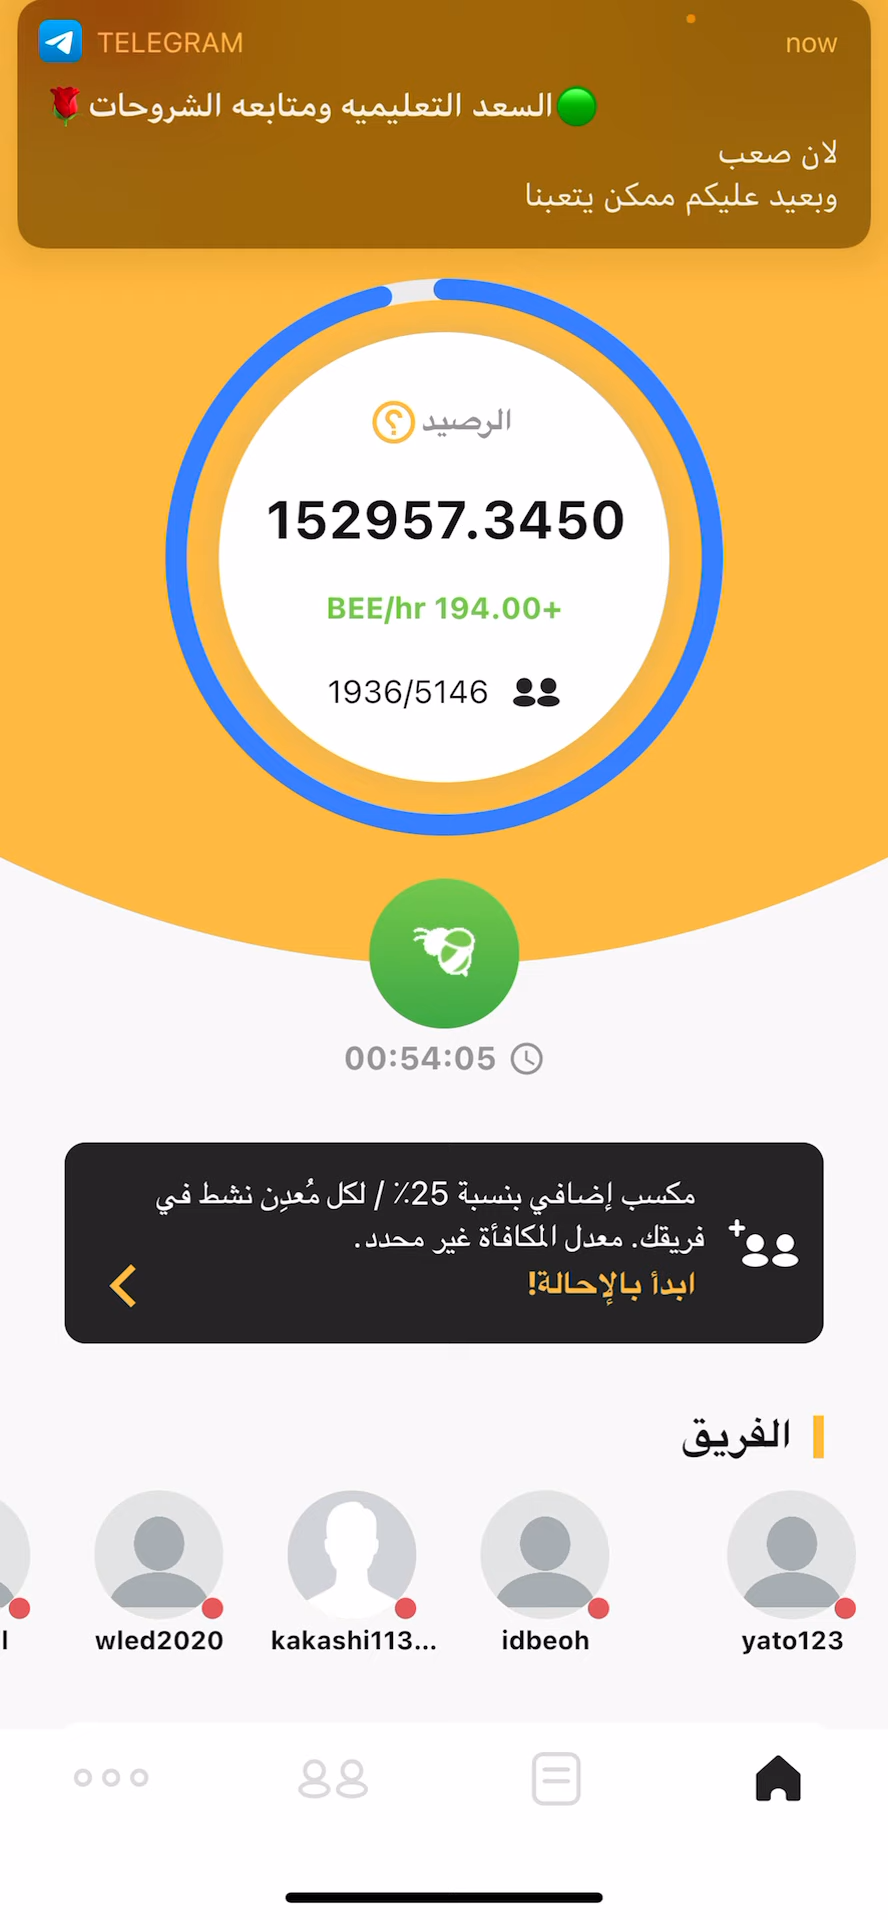 TELEGRAM
now
🟢السعد التعليميه ومتابعه الشروحات🌹
لان صعب
وبعيد عليكم ممكن يتعبنا
الرصيد ؟
152957.3450
BEE/hr 194.00+
1936/5146
00:54:05
مكسب إضافي بنسبة 25٪ / لكل مُعدِن نشط في
فريقك. معدل المكافأة غير محدد.
ابدأ بالإحالة!
الفريق
yato123
idbeoh
kakashi113...
wled2020
l